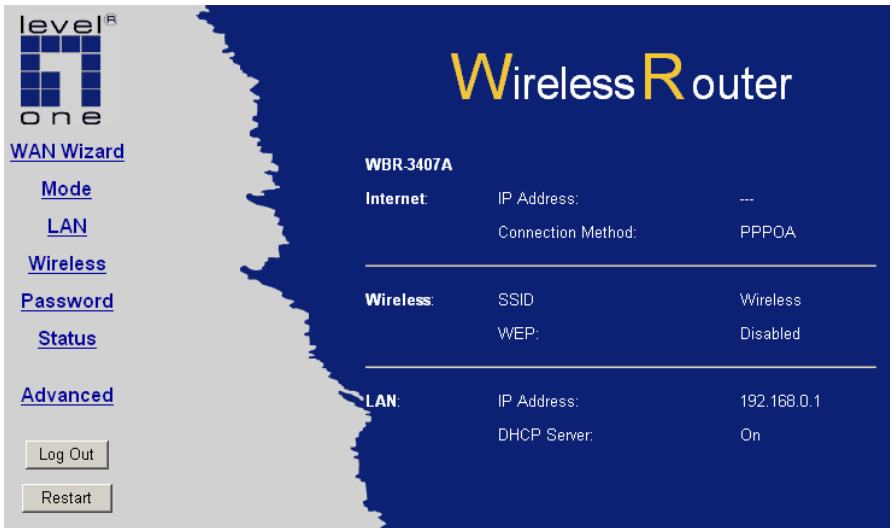 level®
one
WAN Wizard
Mode
LAN
Wireless
Password
Status
Advanced
Log Out
Restart
Wireless Router
WBR-3407A
Internet: IP Address: ---
Connection Method: PPPOA
Wireless: SSID Wireless
WEP: Disabled
LAN: IP Address: 192.168.0.1
DHCP Server: On